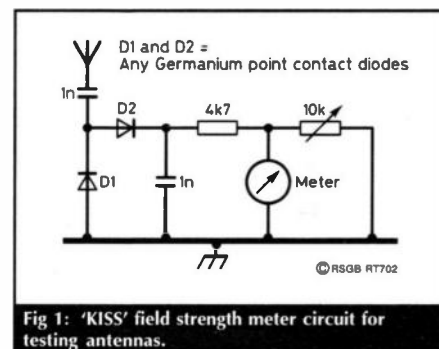 D1 and D2 =
Any Germanium point contact diodes
1n
D2
4k7
10k
D1
1n
Meter
©RSGB RT702
Fig 1: 'KISS' field strength meter circuit for
testing antennas.